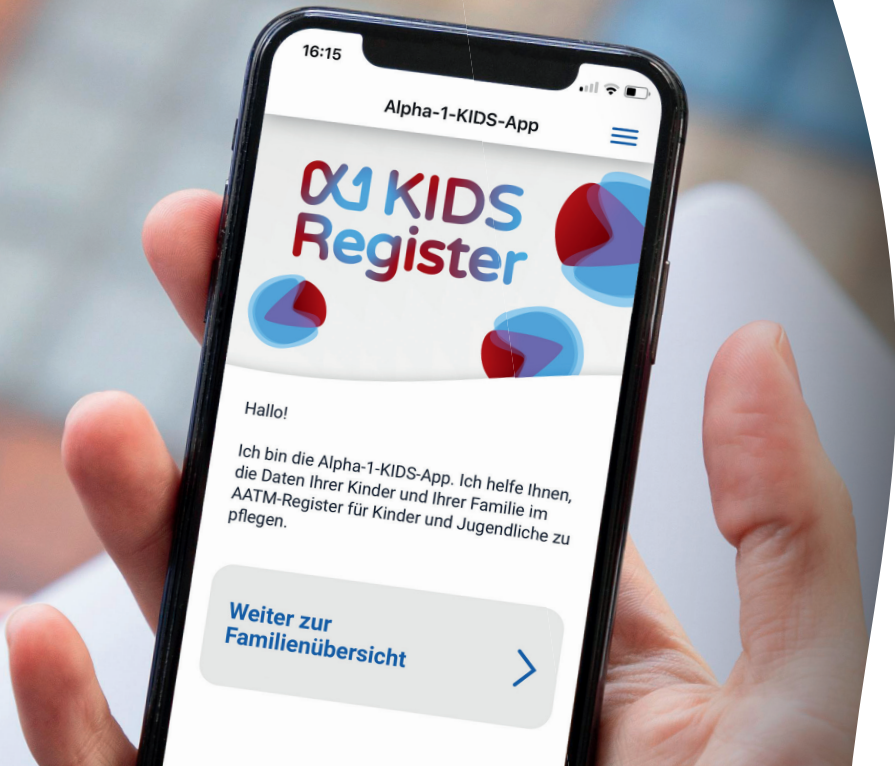 16:15
Alpha-1-KIDS-App
α1 KIDS
Register
Hallo!
Ich bin die Alpha-1-KIDS-App. Ich helfe Ihnen,
die Daten Ihrer Kinder und Ihrer Familie im
AATM-Register für Kinder und Jugendliche zu
pflegen.
Weiter zur
Familienübersicht